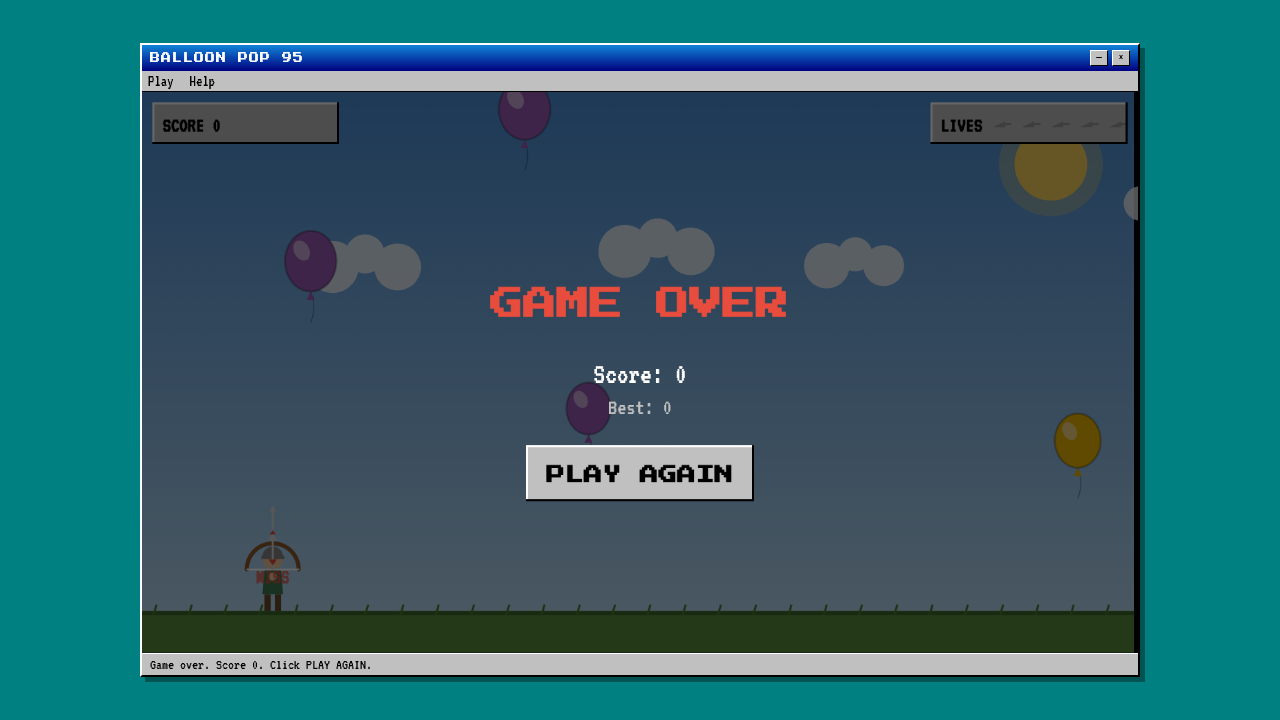 BALLOON POP 95
Play Help
SCORE 0
LIVES
GAME OVER
Score: 0
Best: 0
PLAY AGAIN
Game over. Score 0. Click PLAY AGAIN.